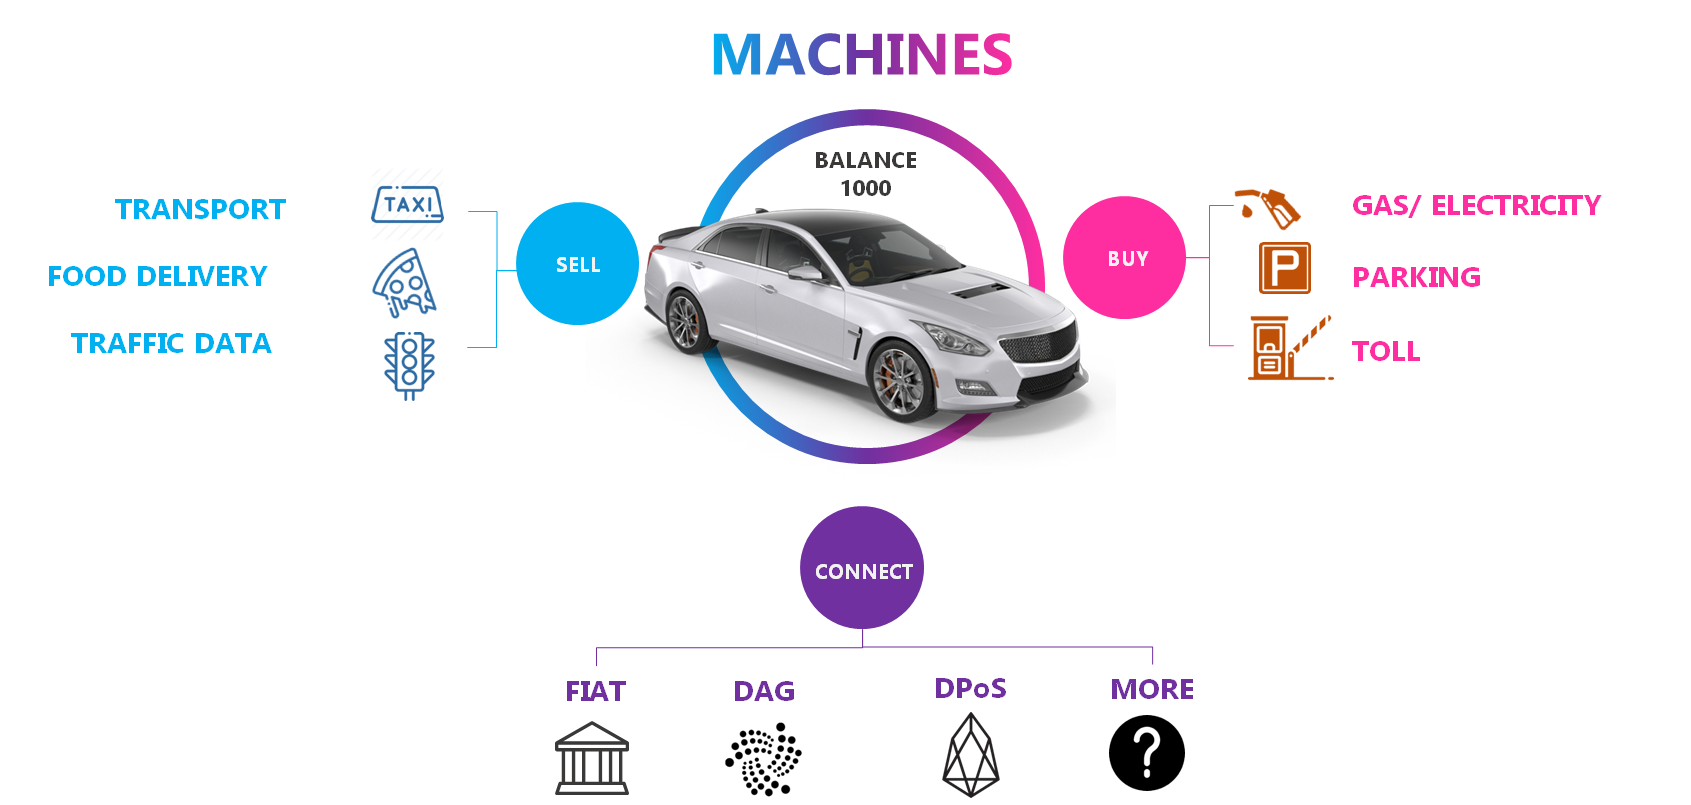 MACHINES
BALANCE
1000
TRANSPORT
TAXI
FOOD DELIVERY
TRAFFIC DATA
SELL
BUY
GAS/ ELECTRICITY
P
PARKING
TOLL
CONNECT
FIAT
DAG
DPoS
MORE
?